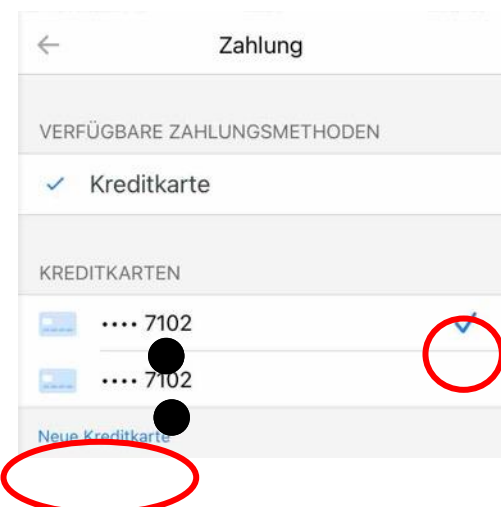 Zahlung
VERFÜGBARE ZAHLUNGSMETHODEN
Kreditkarte
KREDITKARTEN
•••• 7102
•••• 7102
Neue Kreditkarte